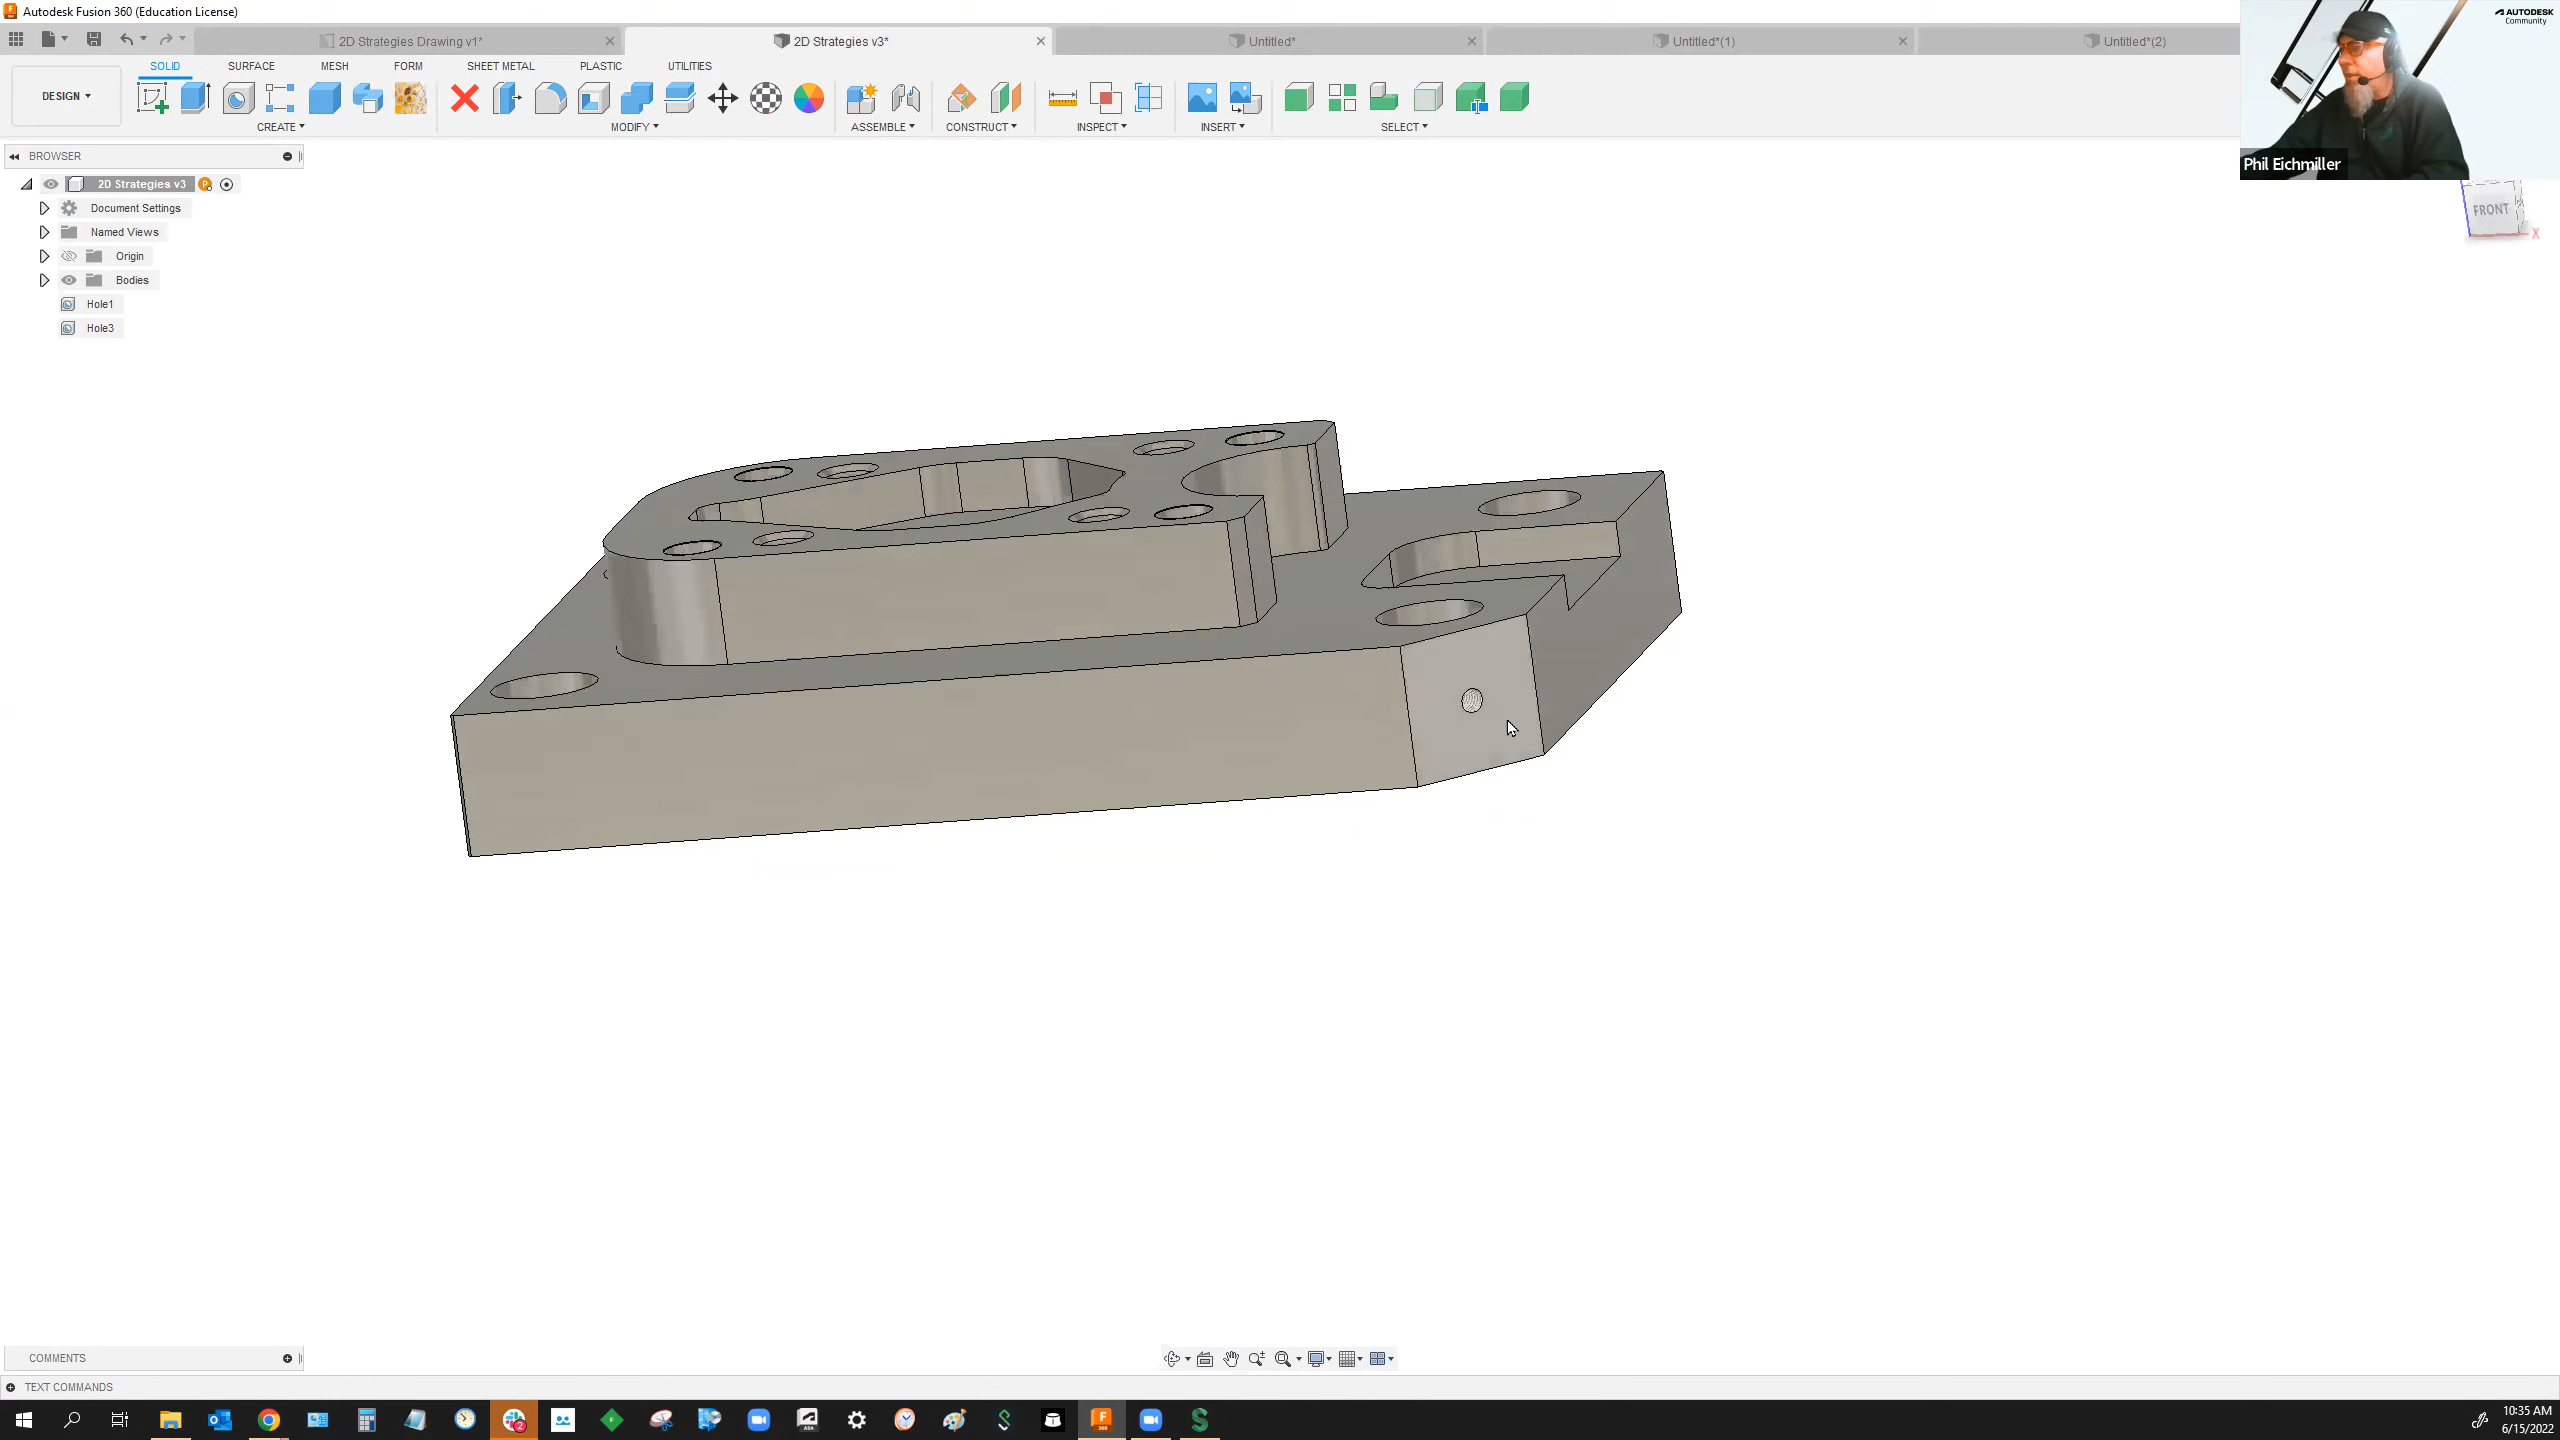 Autodesk Fusion 360 (Education License)
AUTODESK
Community
2D Strategies Drawing v1*
2D Strategies v3*
Untitled*
Untitled*(1)
Untitled*(2)
SOLID
SURFACE
MESH
FORM
SHEET METAL
PLASTIC
UTILITIES
DESIGN
CREATE
MODIFY
ASSEMBLE
CONSTRUCT
INSPECT
INSERT
SELECT
Phil Eichmiller
BROWSER
2D Strategies v3
Document Settings
Named Views
Origin
Bodies
Hole1
Hole3
FRONT
X
COMMENTS
TEXT COMMANDS
10:35 AM
6/15/2022